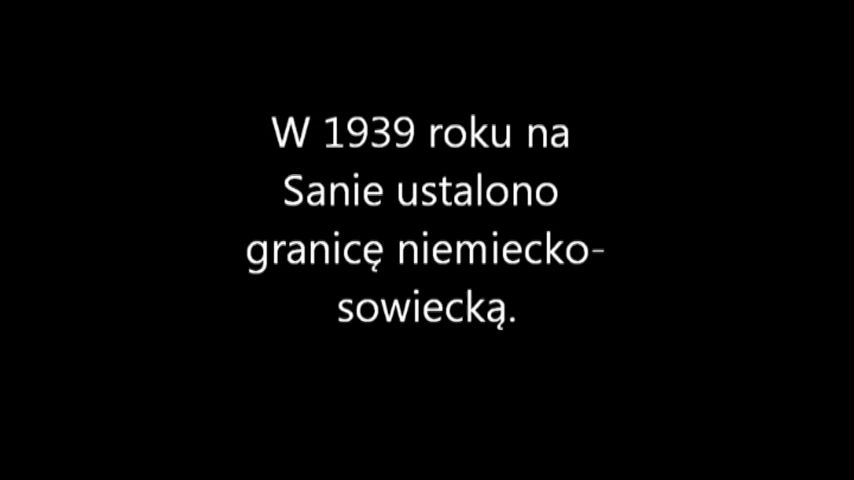 W 1939 roku na
Sanie ustalono
granicę niemiecko-
sowiecką.